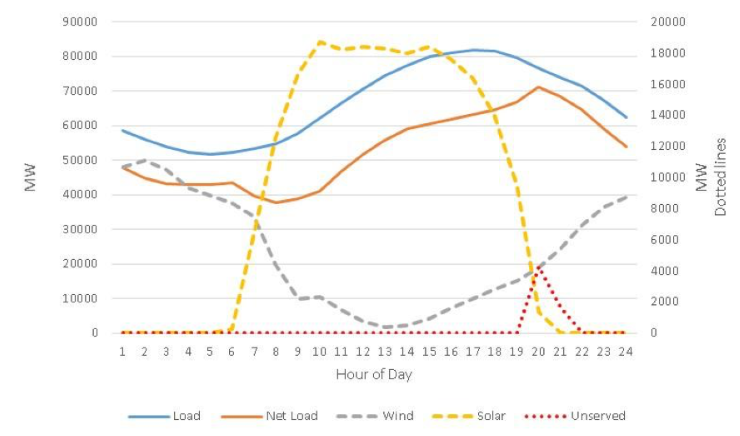 90000 20000
80000 18000
70000 16000
60000 14000
50000 12000
40000 10000
30000 8000
20000 6000
10000 4000
0 2000
0
MW
MW
Dotted lines
1 2 3 4 5 6 7 8 9 10 11 12 13 14 15 16 17 18 19 20 21 22 23 24
Hour of Day
Load Net Load Wind Solar Unserved